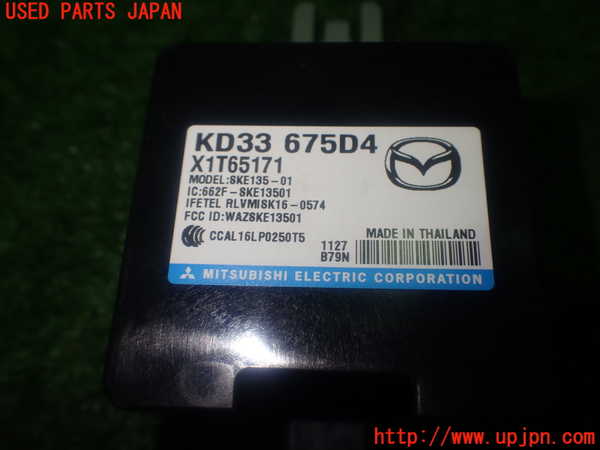 USED PARTS JAPAN
KD33 675D4
X1T65171
MODEL:SKE135-01
IC:662F-SKE13501
IFETEL RLVMISK16-0574
FCC ID:WAZSKE13501
CCAL16LP0250T5
1127
B79N
MADE IN THAILAND
MITSUBISHI ELECTRIC CORPORATION
http://www.upjpn.com/